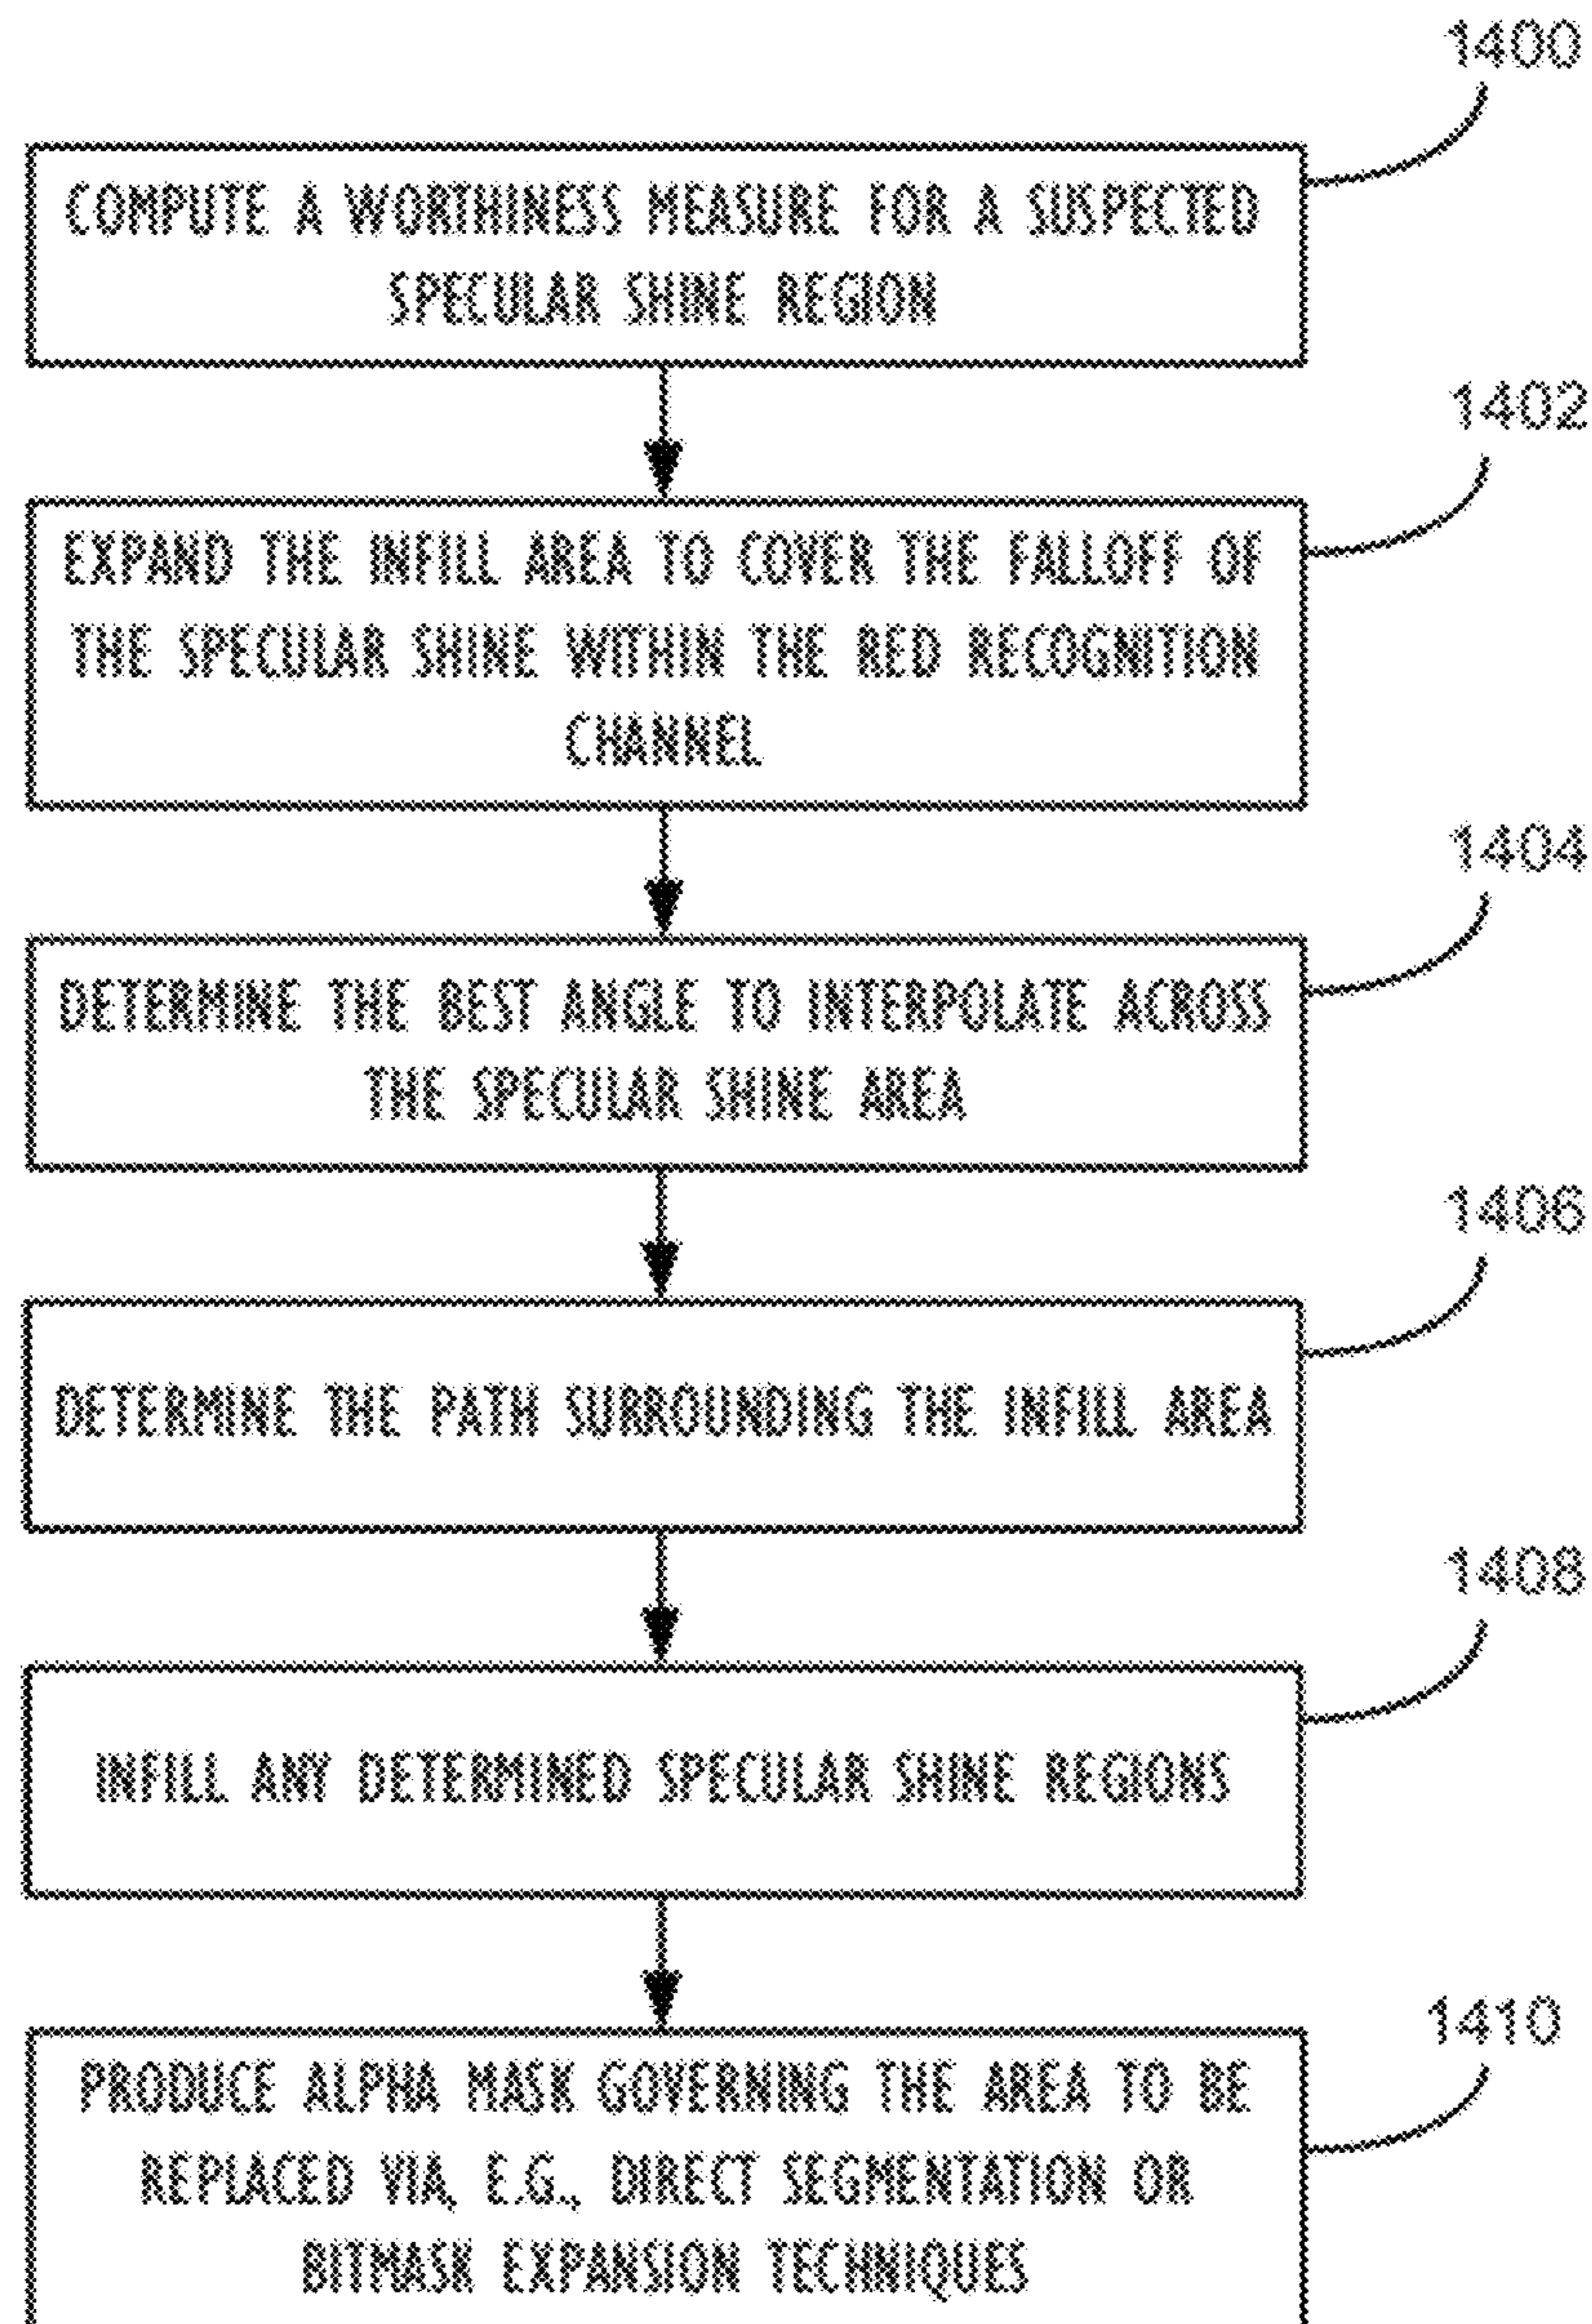 1400
COMPUTE A WORTHINESS MEASURE FOR A SUSPECTED
SPECULAR SHINE REGION
1402
EXPAND THE INFILL AREA TO COVER THE FALLOFF OF
THE SPECULAR SHINE WITHIN THE RED RECOGNITION
CHANNEL
1404
DETERMINE THE BEST ANGLE TO INTERPOLATE ACROSS
THE SPECULAR SHINE AREA
1406
DETERMINE THE PATH SURROUNDING THE INFILL AREA
1408
INFILL ANY DETERMINED SPECULAR SHINE REGIONS
1410
PRODUCE ALPHA MASK GOVERNING THE AREA TO BE
REPLACED VIA, E.G., DIRECT SEGMENTATION OR
BITMASK EXPANSION TECHNIQUES